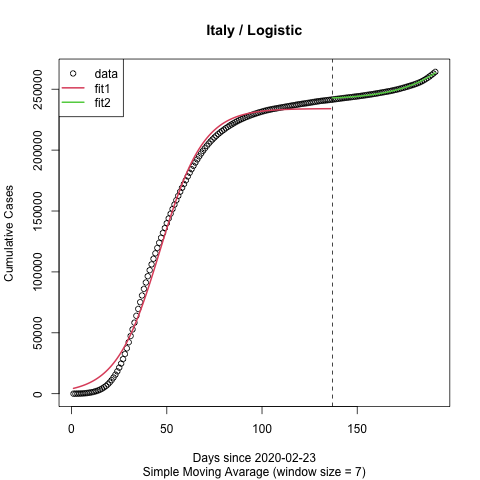 Italy / Logistic
data
fit1
fit2
Cumulative Cases
0
50000
100000
150000
200000
250000
0
50
100
150
Days since 2020-02-23
Simple Moving Avarage (window size = 7)